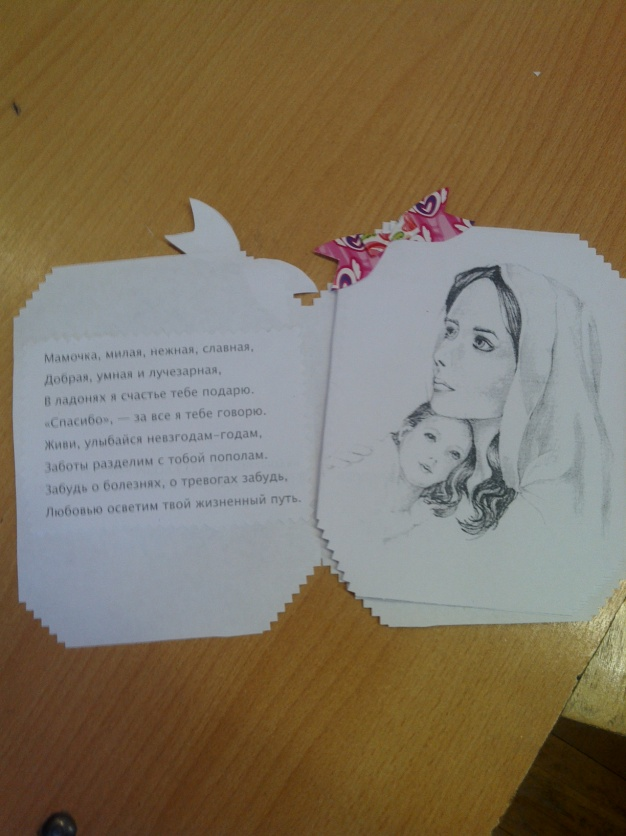 Мамочка, милая, нежная, славная,
Добрая, умная и лучезарная,
В ладонях я счастье тебе подарю.
«Спасибо», — за все я тебе говорю.
Живи, улыбайся невзгодам-годам,
Заботы разделим с тобой пополам.
Забудь о болезнях, о тревогах забудь,
Любовью осветим твой жизненный путь.